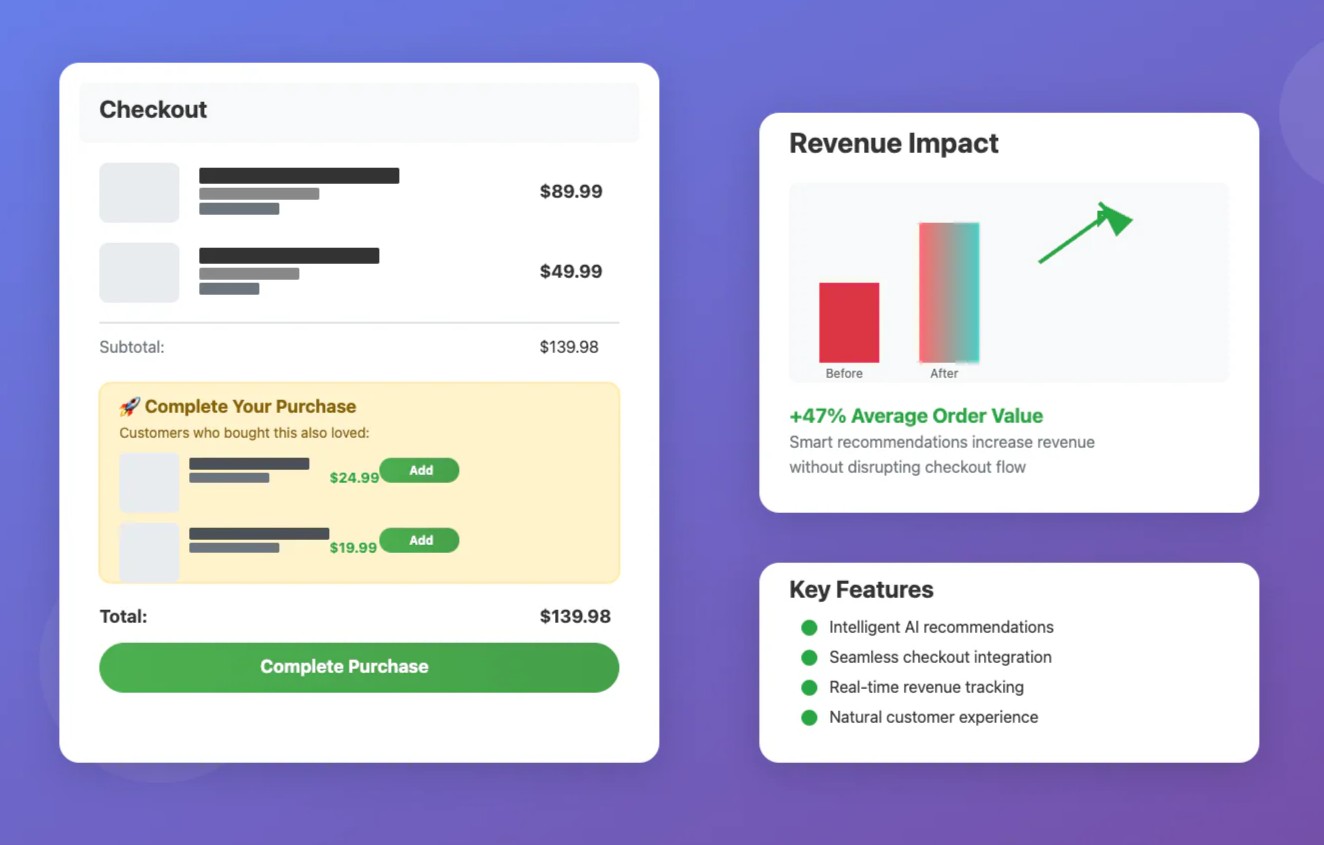 Checkout
$89.99
$49.99
Subtotal: $139.98
🚀 Complete Your Purchase
Customers who bought this also loved:
$24.99 Add
$19.99 Add
Total: $139.98
Complete Purchase
Revenue Impact
Before After
+47% Average Order Value
Smart recommendations increase revenue
without disrupting checkout flow
Key Features
Intelligent AI recommendations
Seamless checkout integration
Real-time revenue tracking
Natural customer experience